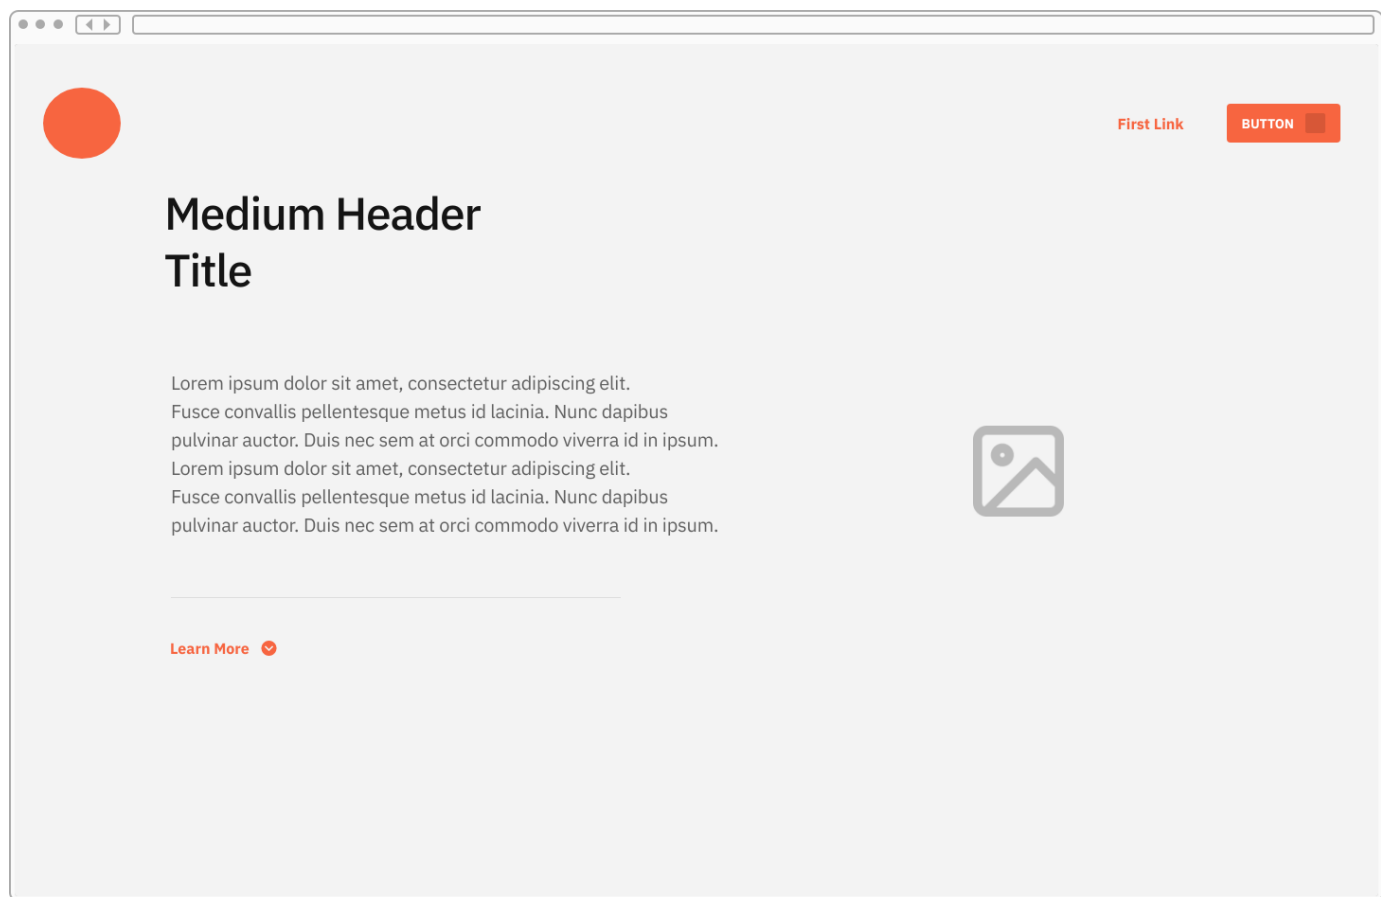 First Link
BUTTON
Medium Header
Title
Lorem ipsum dolor sit amet, consectetur adipiscing elit.
Fusce convallis pellentesque metus id lacinia. Nunc dapibus
pulvinar auctor. Duis nec sem at orci commodo viverra id in ipsum.
Lorem ipsum dolor sit amet, consectetur adipiscing elit.
Fusce convallis pellentesque metus id lacinia. Nunc dapibus
pulvinar auctor. Duis nec sem at orci commodo viverra id in ipsum.
Learn More